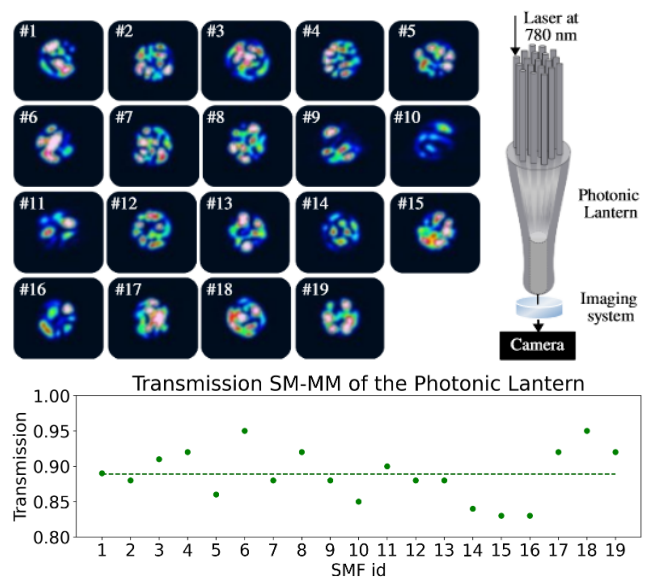 #1
#2
#3
#4
#5
#6
#7
#8
#9
#10
#11
#12
#13
#14
#15
#16
#17
#18
#19
Laser at
780 nm
Photonic
Lantern
Imaging
system
Camera
Transmission SM-MM of the Photonic Lantern
Transmission
1.00
0.95
0.90
0.85
0.80
1 2 3 4 5 6 7 8 9 10 11 12 13 14 15 16 17 18 19
SMF id